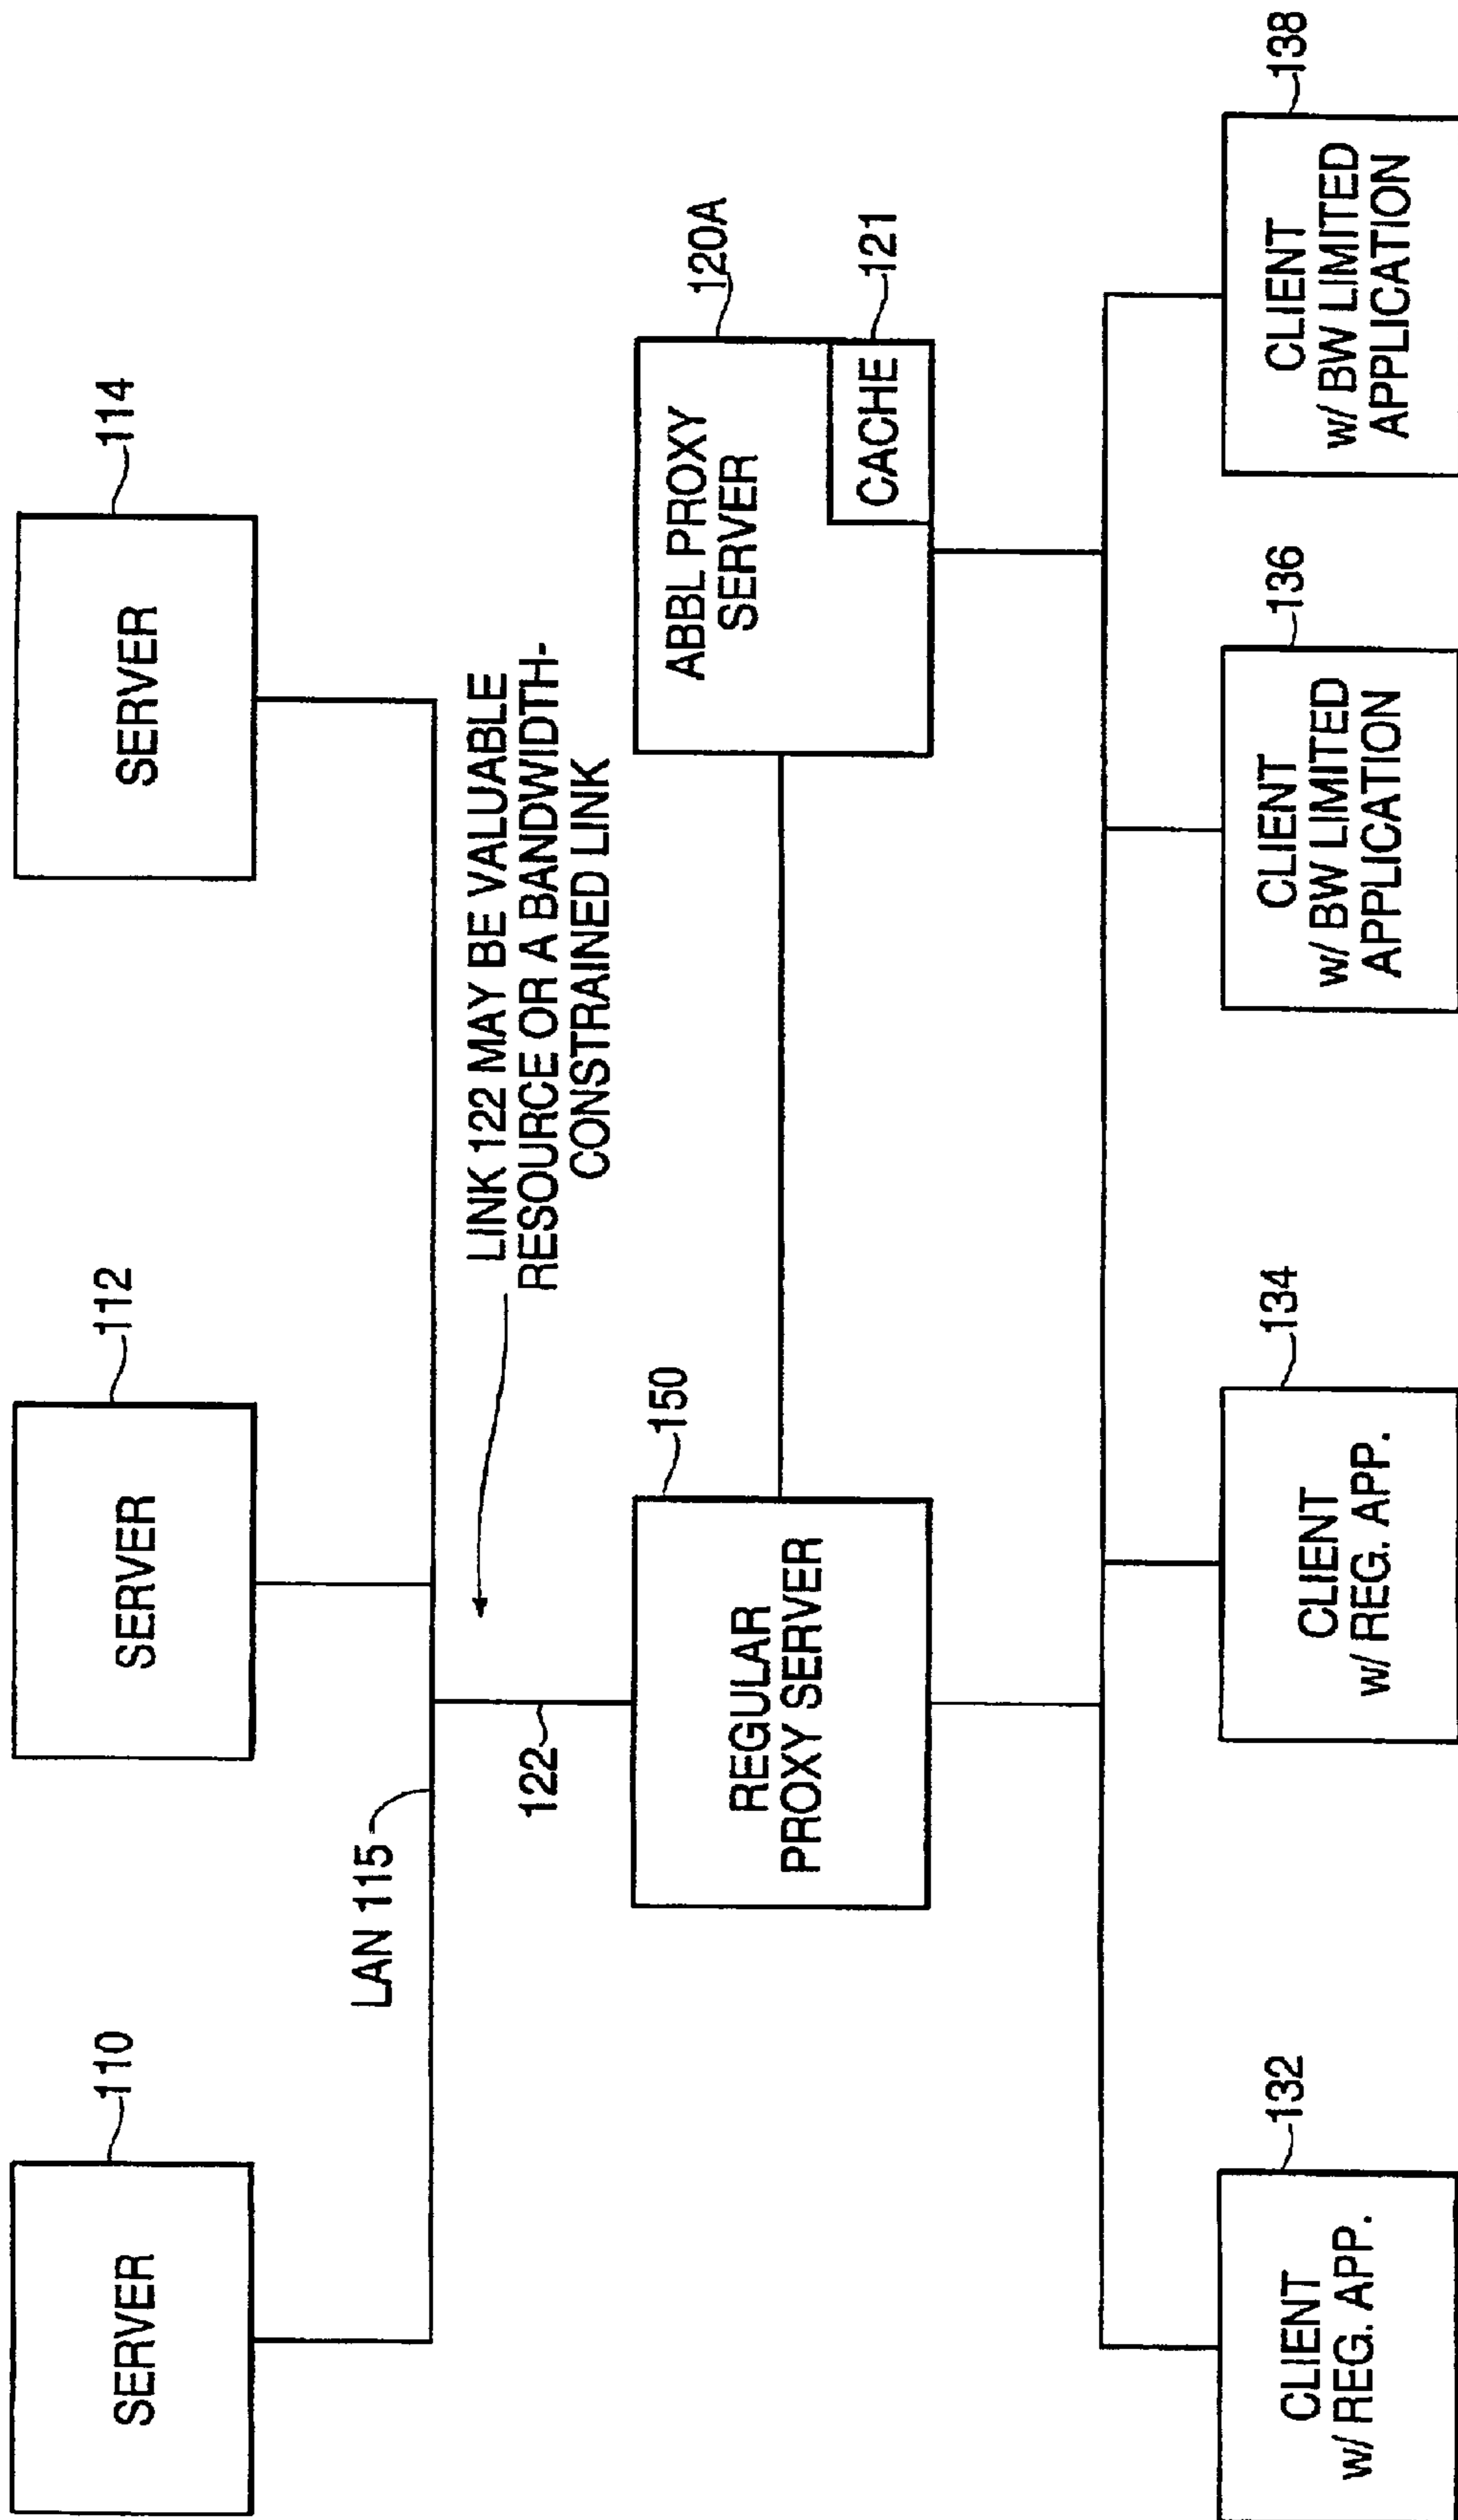 110
SERVER
112
SERVER
114
SERVER
LAN 115
122
LINK 122 MAY BE VALUABLE
RESOURCE OR A BANDWIDTH-
CONSTRAINED LINK
150
REGULAR
PROXY SERVER
120A
ABBL PROXY
SERVER
CACHE
121
132
CLIENT
w/ REG. APP.
134
CLIENT
w/ REG. APP.
136
CLIENT
w/ BW LIMITED
APPLICATION
138
CLIENT
w/ BW LIMITED
APPLICATION